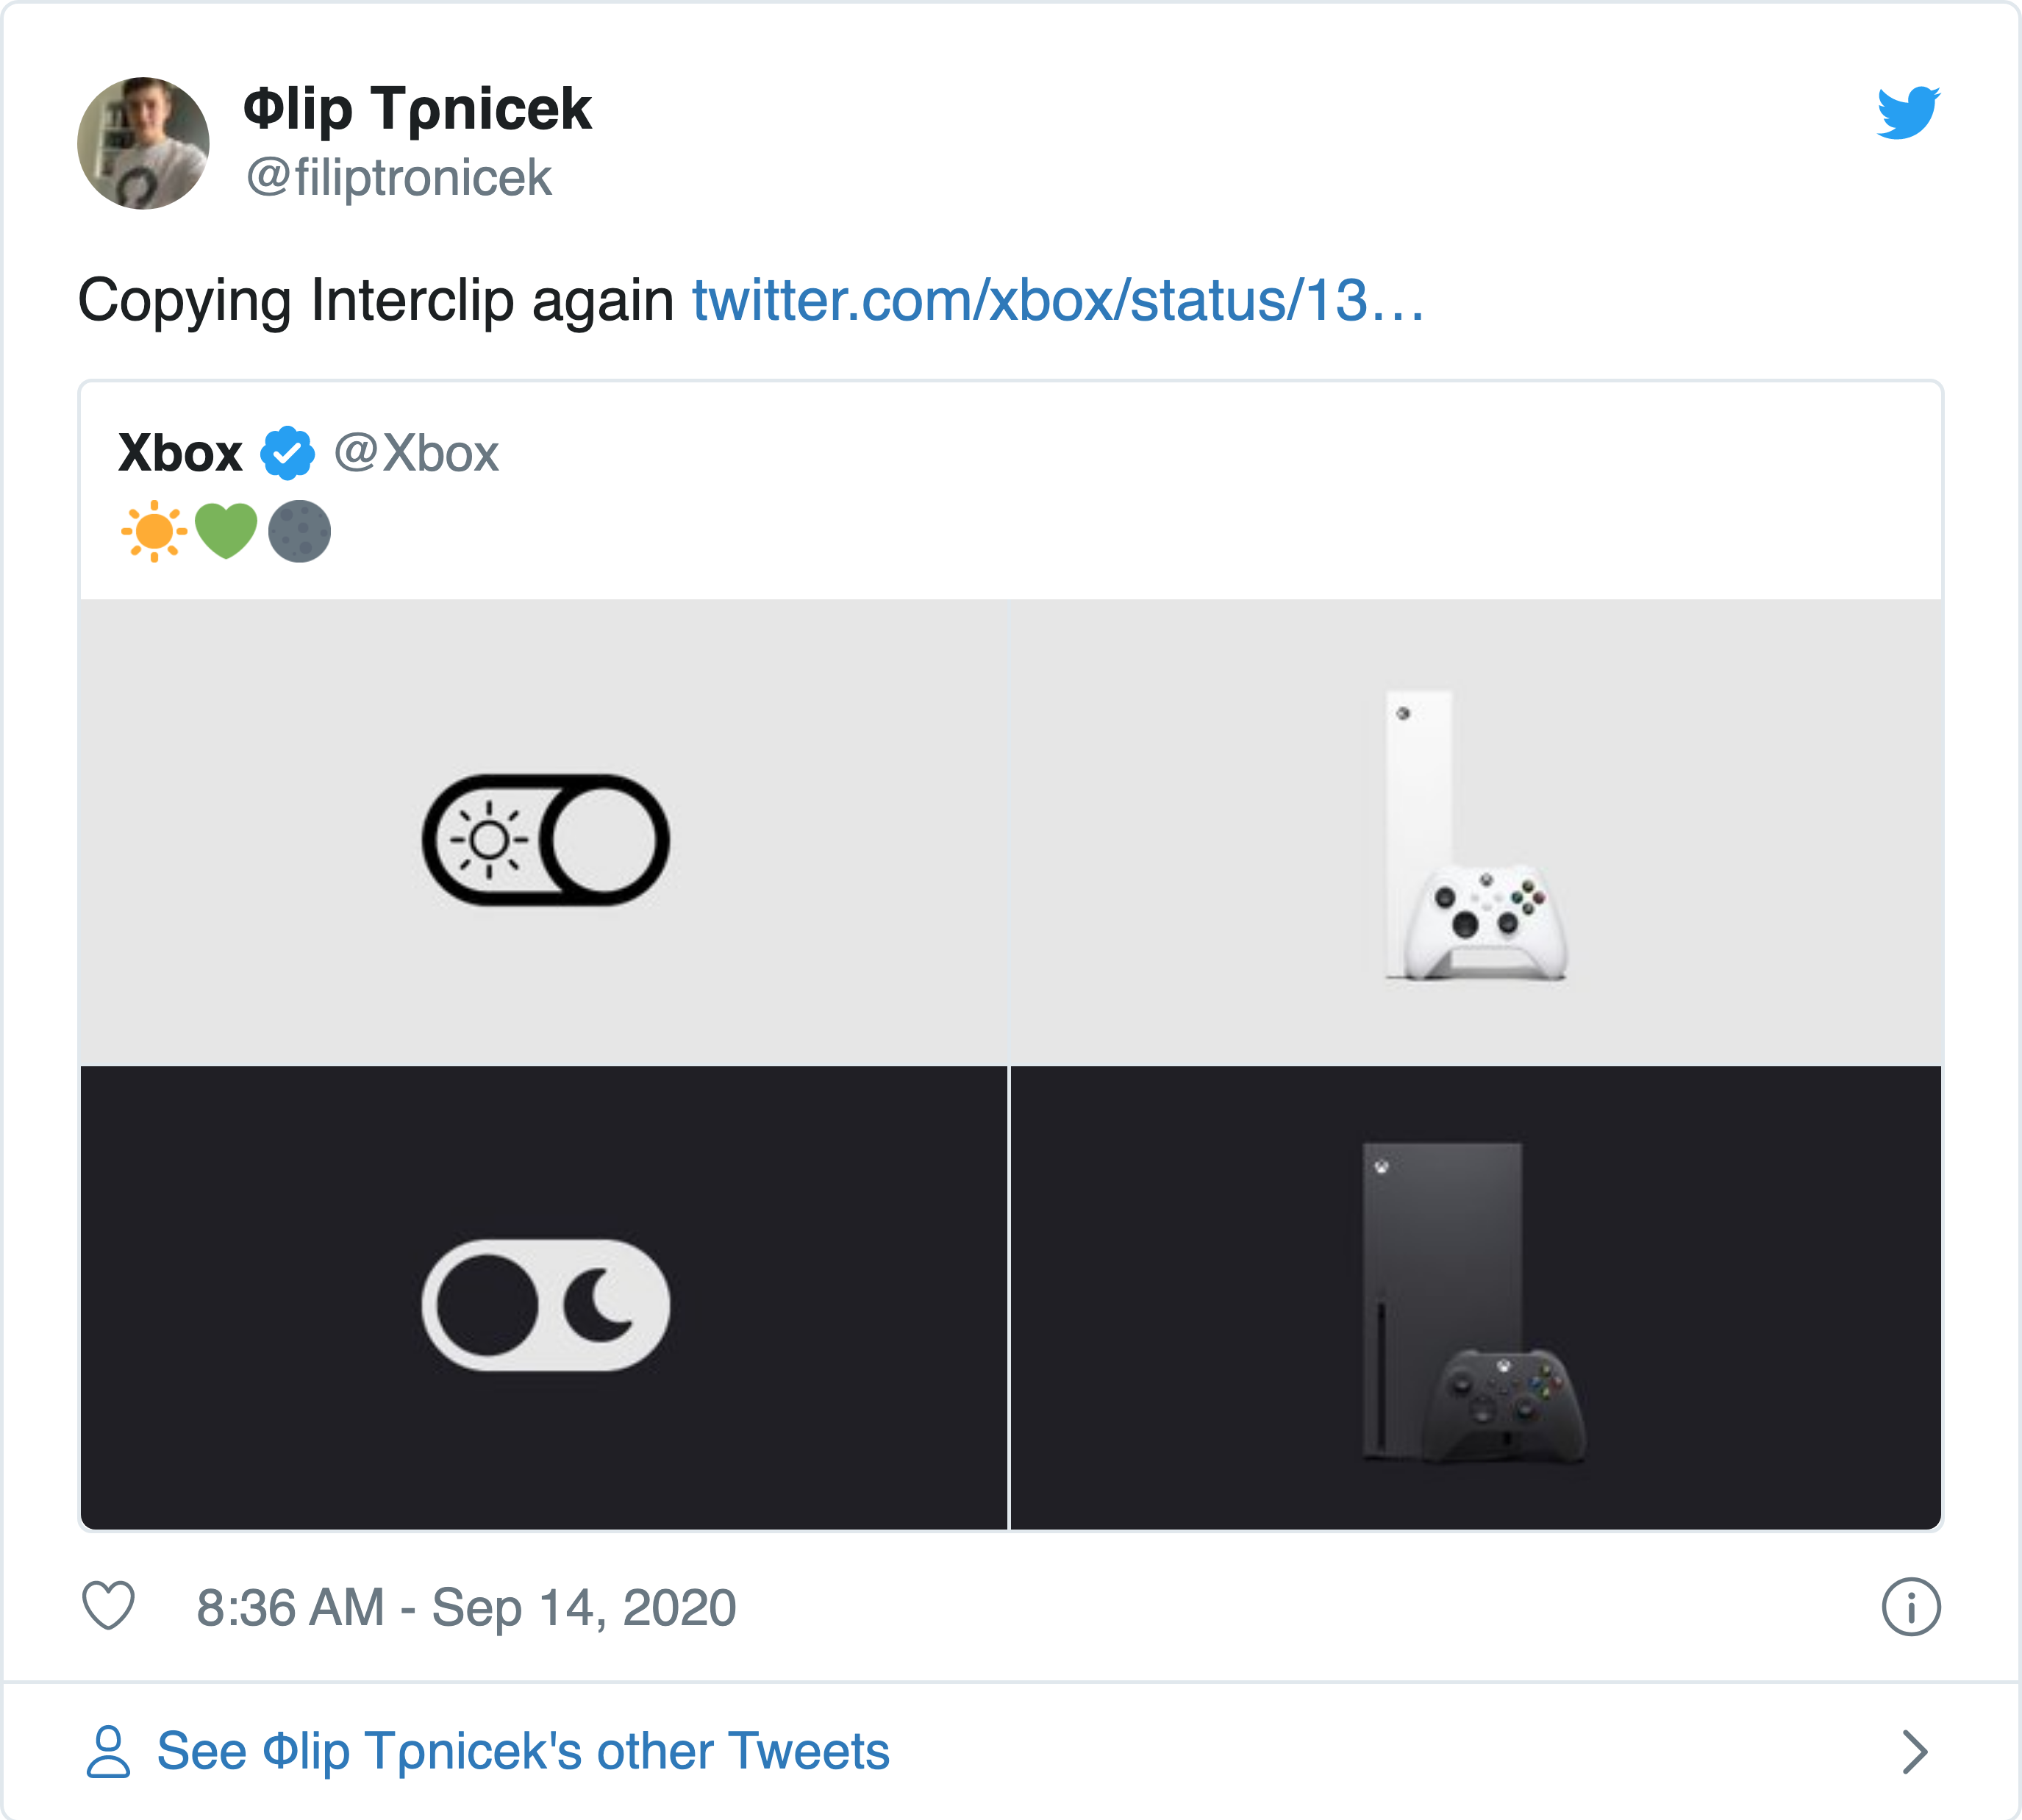 Φlip Tρnicek
@filiptronicek
Copying Interclip again twitter.com/xbox/status/13…
Xbox @Xbox
☀️💚🌑
8:36 AM - Sep 14, 2020
See Φlip Tρnicek's other Tweets